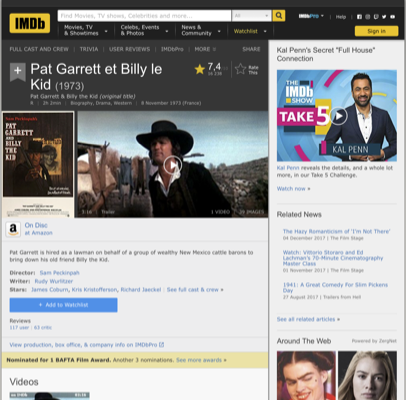 IMDb
Find Movies, TV shows, Celebrities and more...
All
IMDbPro
Help
Movies, TV
& Showtimes
Celebs, Events
& Photos
News &
Community
Watchlist
Sign in
FULL CAST AND CREW | TRIVIA | USER REVIEWS | IMDbPro | MORE
SHARE
Pat Garrett et Billy le
Kid (1973)
7,4
Rate
This
Pat Garrett & Billy the Kid (original title)
R | 2h 2min | Biography, Drama, Western | 8 November 1973 (France)
PAT
GARRETT
AND
BILLY
THE
KID
Trailer
1 VIDEO
IMAGES
On Disc
at Amazon
Pat Garrett is hired as a lawman on behalf of a group of wealthy New Mexico cattle barons to
bring down his old friend Billy the Kid.
Director: Sam Peckinpah
Writer: Rudy Wurlitzer
Stars: James Coburn, Kris Kristofferson, Richard Jaeckel | See full cast & crew »
+ Add to Watchlist
Reviews
117 user | 63 critic
View production, box office, & company info on IMDbPro
Nominated for 1 BAFTA Film Award. Another 3 nominations. See more awards »
Videos
Kal Penn's Secret "Full House"
Connection
THE
IMDb
SHOW
TAKE 5
KAL PENN
Kal Penn reveals the details, and a whole lot
more, in our Take 5 Challenge.
Watch now »
Related News
The Hazy Romanticism of 'I'm Not There'
04 December 2017 | The Film Stage
Watch: Vittorio Storaro and Ed
Lachman's 70-Minute Cinematography
Master Class
01 November 2017 | The Film Stage
1941: A Great Comedy For Slim Pickens
Day
27 August 2017 | Trailers from Hell
See all related articles »
Around The Web
Powered by ZergNet